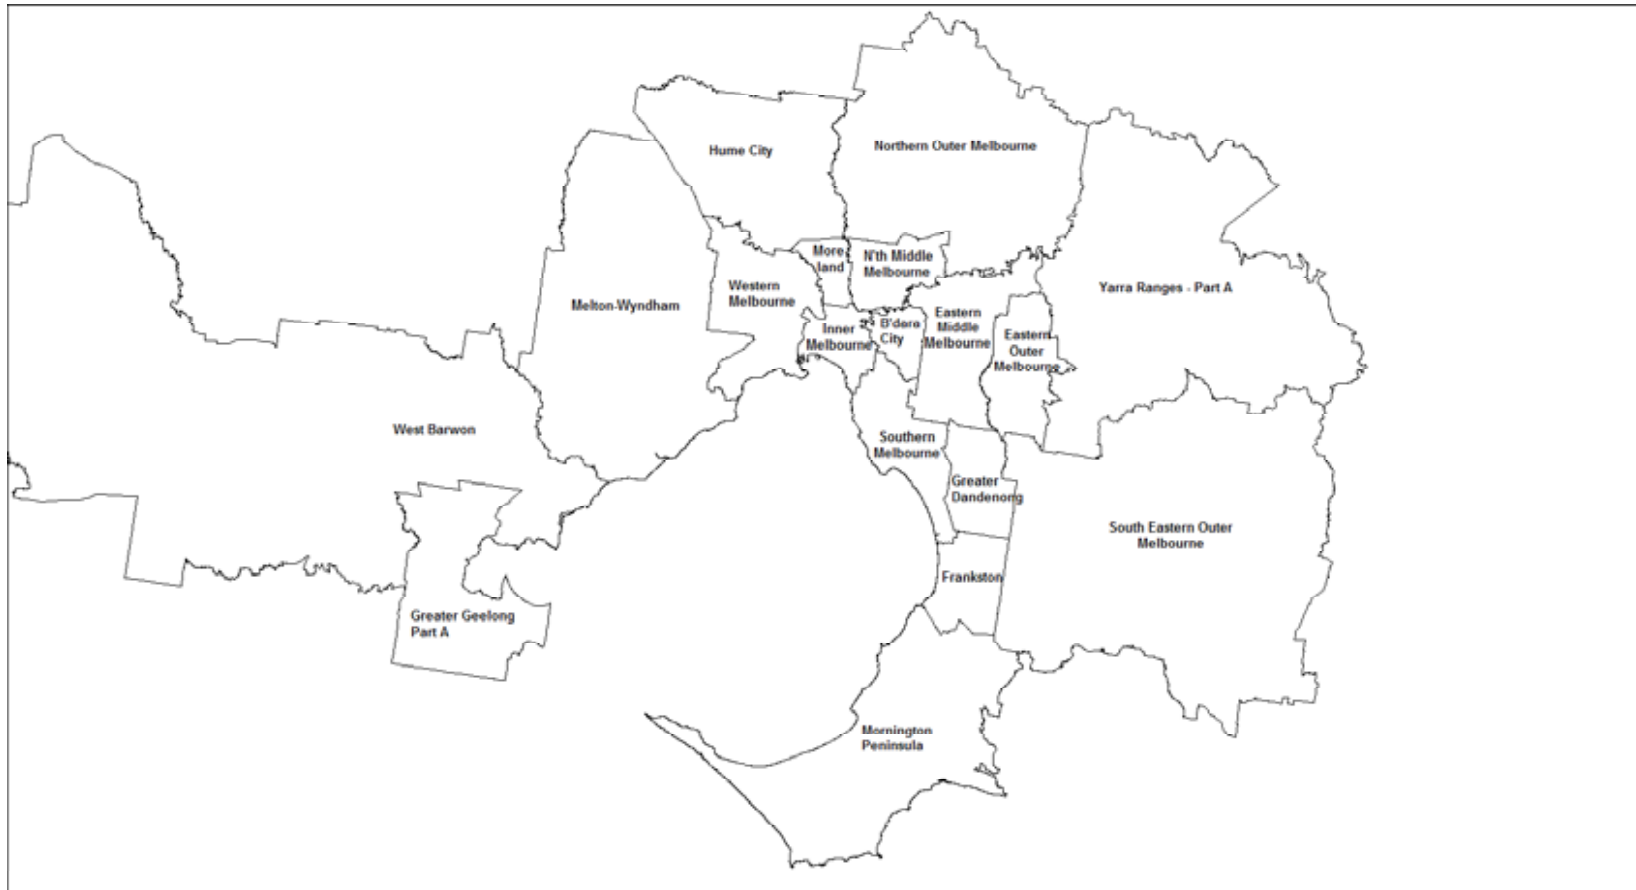 Hume City
Northern Outer Melbourne
More
land
N'th Middle
Melbourne
Western
Melbourne
Melton-Wyndham
Yarra Ranges - Part A
Inner
Melbourne
B'dara
City
Eastern
Middle
Melbourne
Eastern
Outer
Melbourne
West Barwon
Southern
Melbourne
Greater
Dandenong
South Eastern Outer
Melbourne
Frankston
Greater Geelong
Part A
Mornington
Peninsula